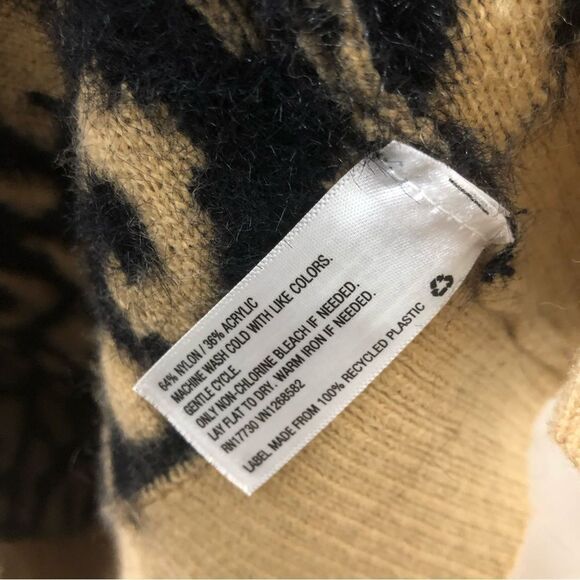 64% NYLON / 36% ACRYLIC
MACHINE WASH COLD WITH LIKE COLORS.
GENTLE CYCLE
ONLY NON-CHLORINE BLEACH IF NEEDED.
LAY FLAT TO DRY. WARM IRON IF NEEDED.
RN17730 VN1268582
LABEL MADE FROM 100% RECYCLED PLASTIC